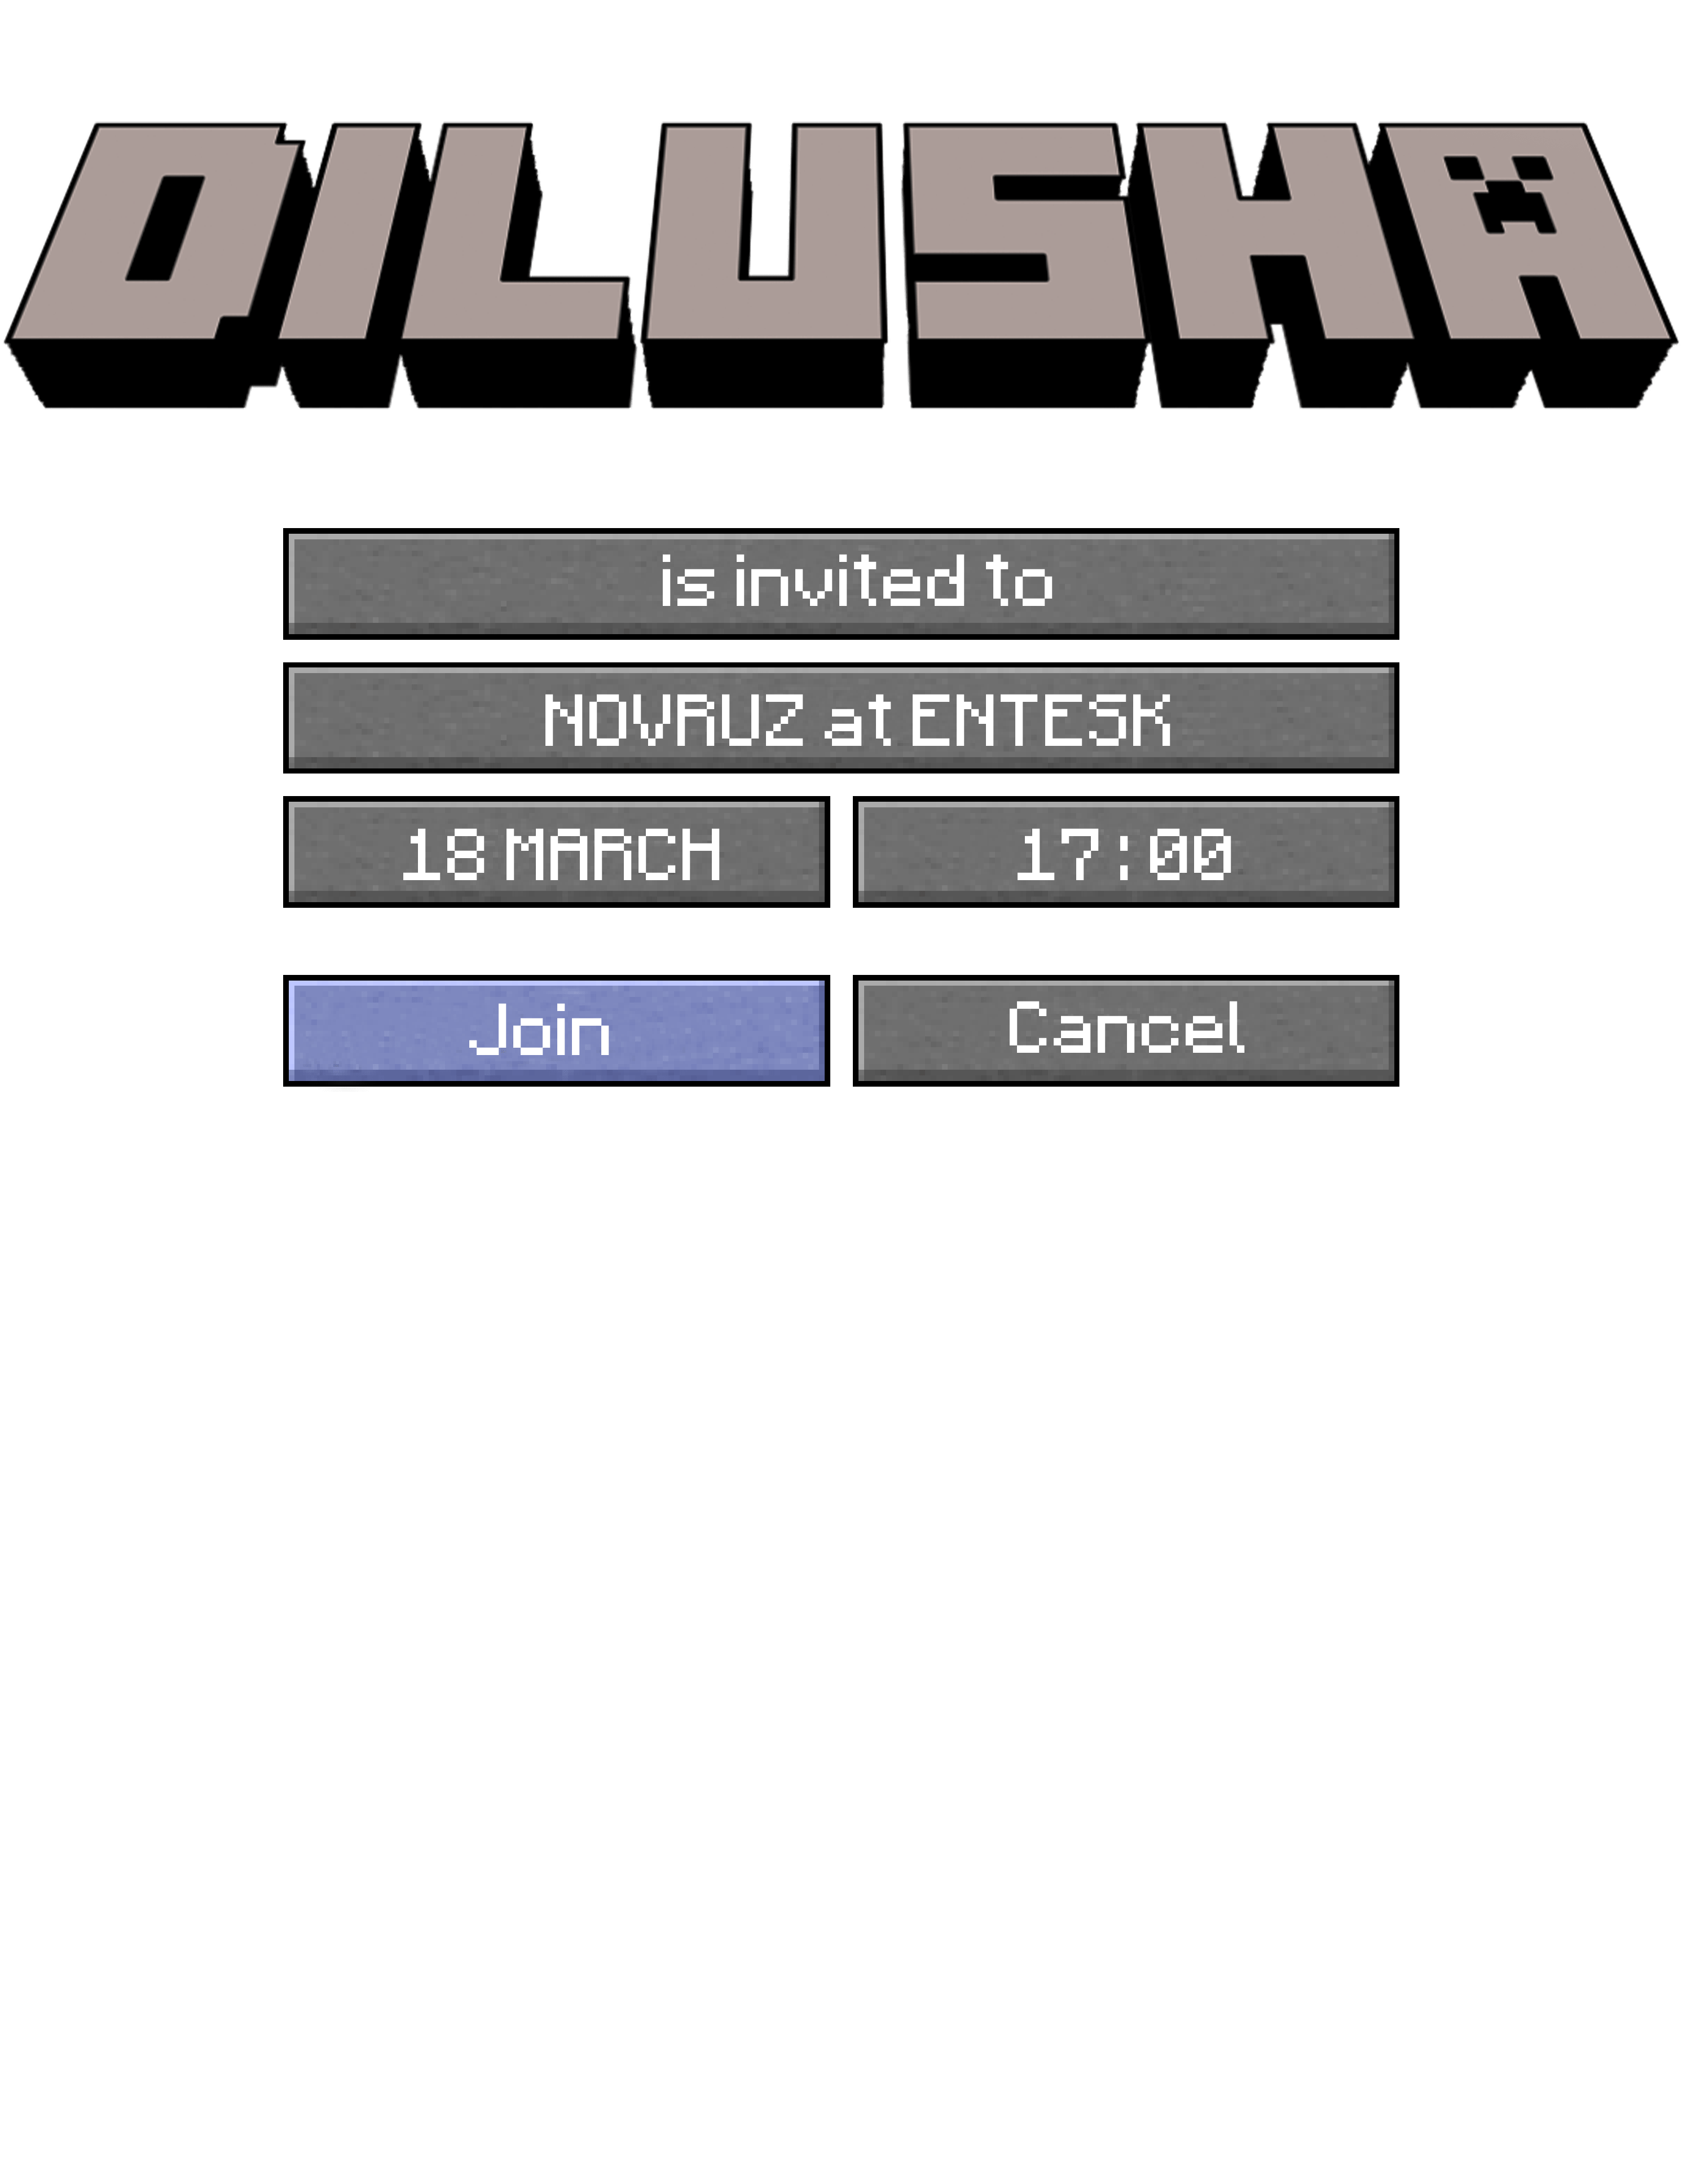 DILUSHA
is invited to
NOVRUZ at ENTESK
18 MARCH 17:00
Join Cancel